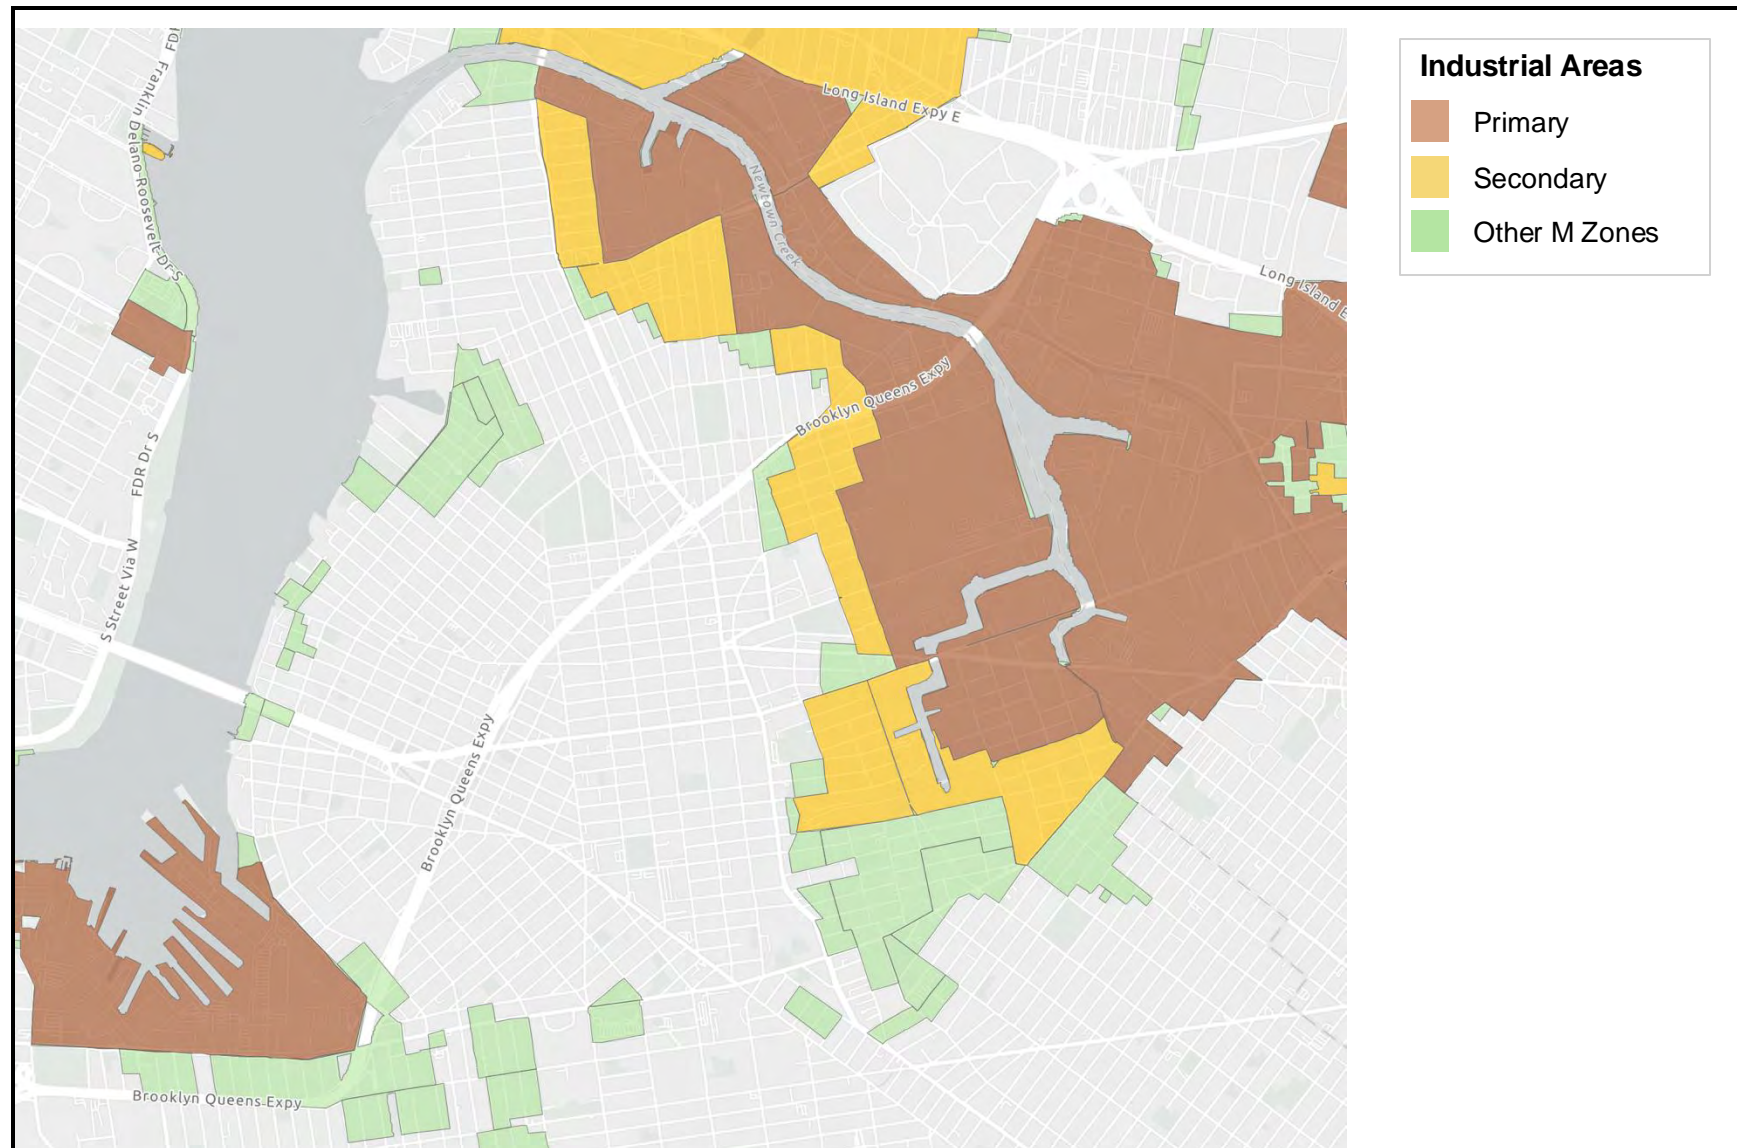 Industrial Areas
Primary
Secondary
Other M Zones
FDR
Franklin Delano Roosevelt Dr S
Long Island Expy E
Newtown Creek
Long Island E
Brooklyn Queens Expy
FDR Dr S
S Street Via W
Brooklyn Queens Expy
Brooklyn Queens Expy